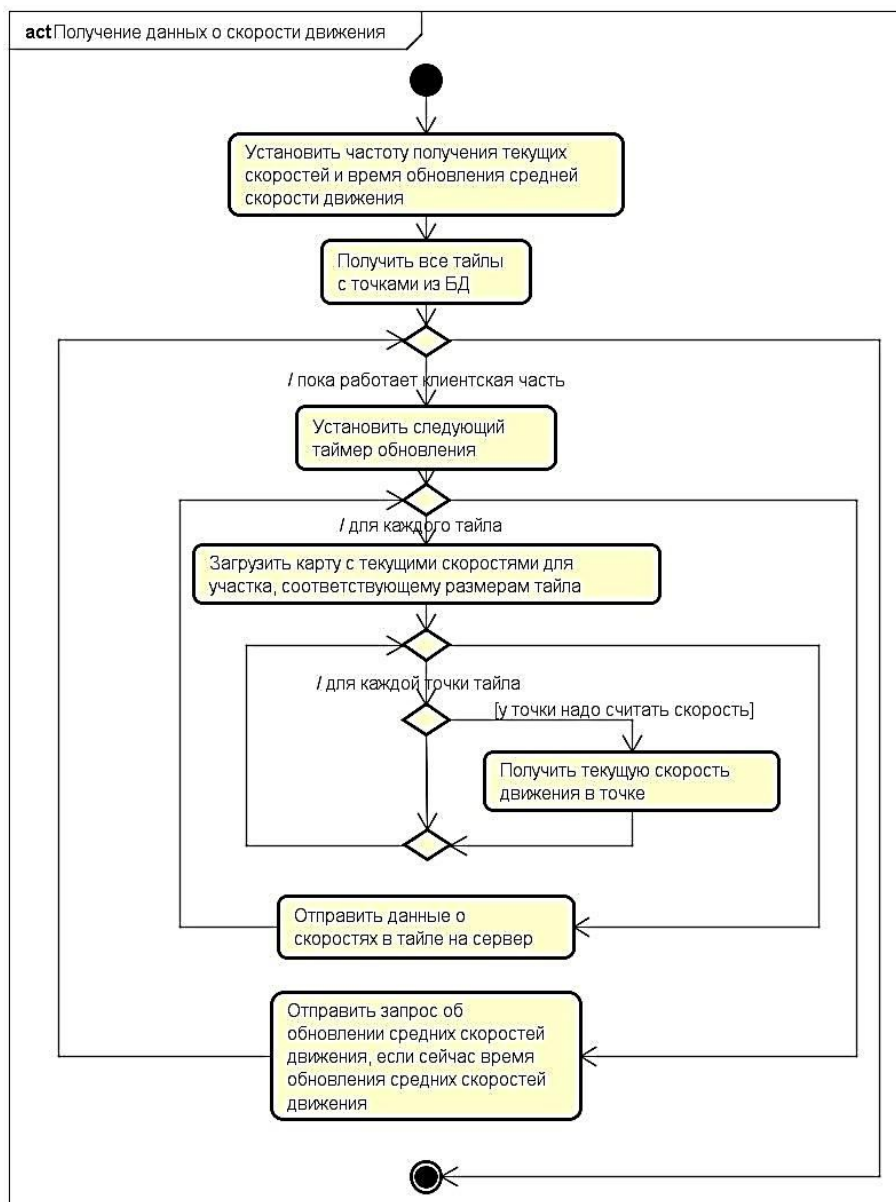 act Получение данных о скорости движения
Установить частоту получения текущих
скоростей и время обновления средней
скорости движения
Получить все тайлы
с точками из БД
/ пока работает клиентская часть
Установить следующий
таймер обновления
/ для каждого тайла
Загрузить карту с текущими скоростями для
участка, соответствующему размерам тайла
/ для каждой точки тайла
[у точки надо считать скорость]
Получить текущую скорость
движения в точке
Отправить данные о
скоростях в тайле на сервер
Отправить запрос об
обновлении средних скоростей
движения, если сейчас время
обновления средних скоростей
движения